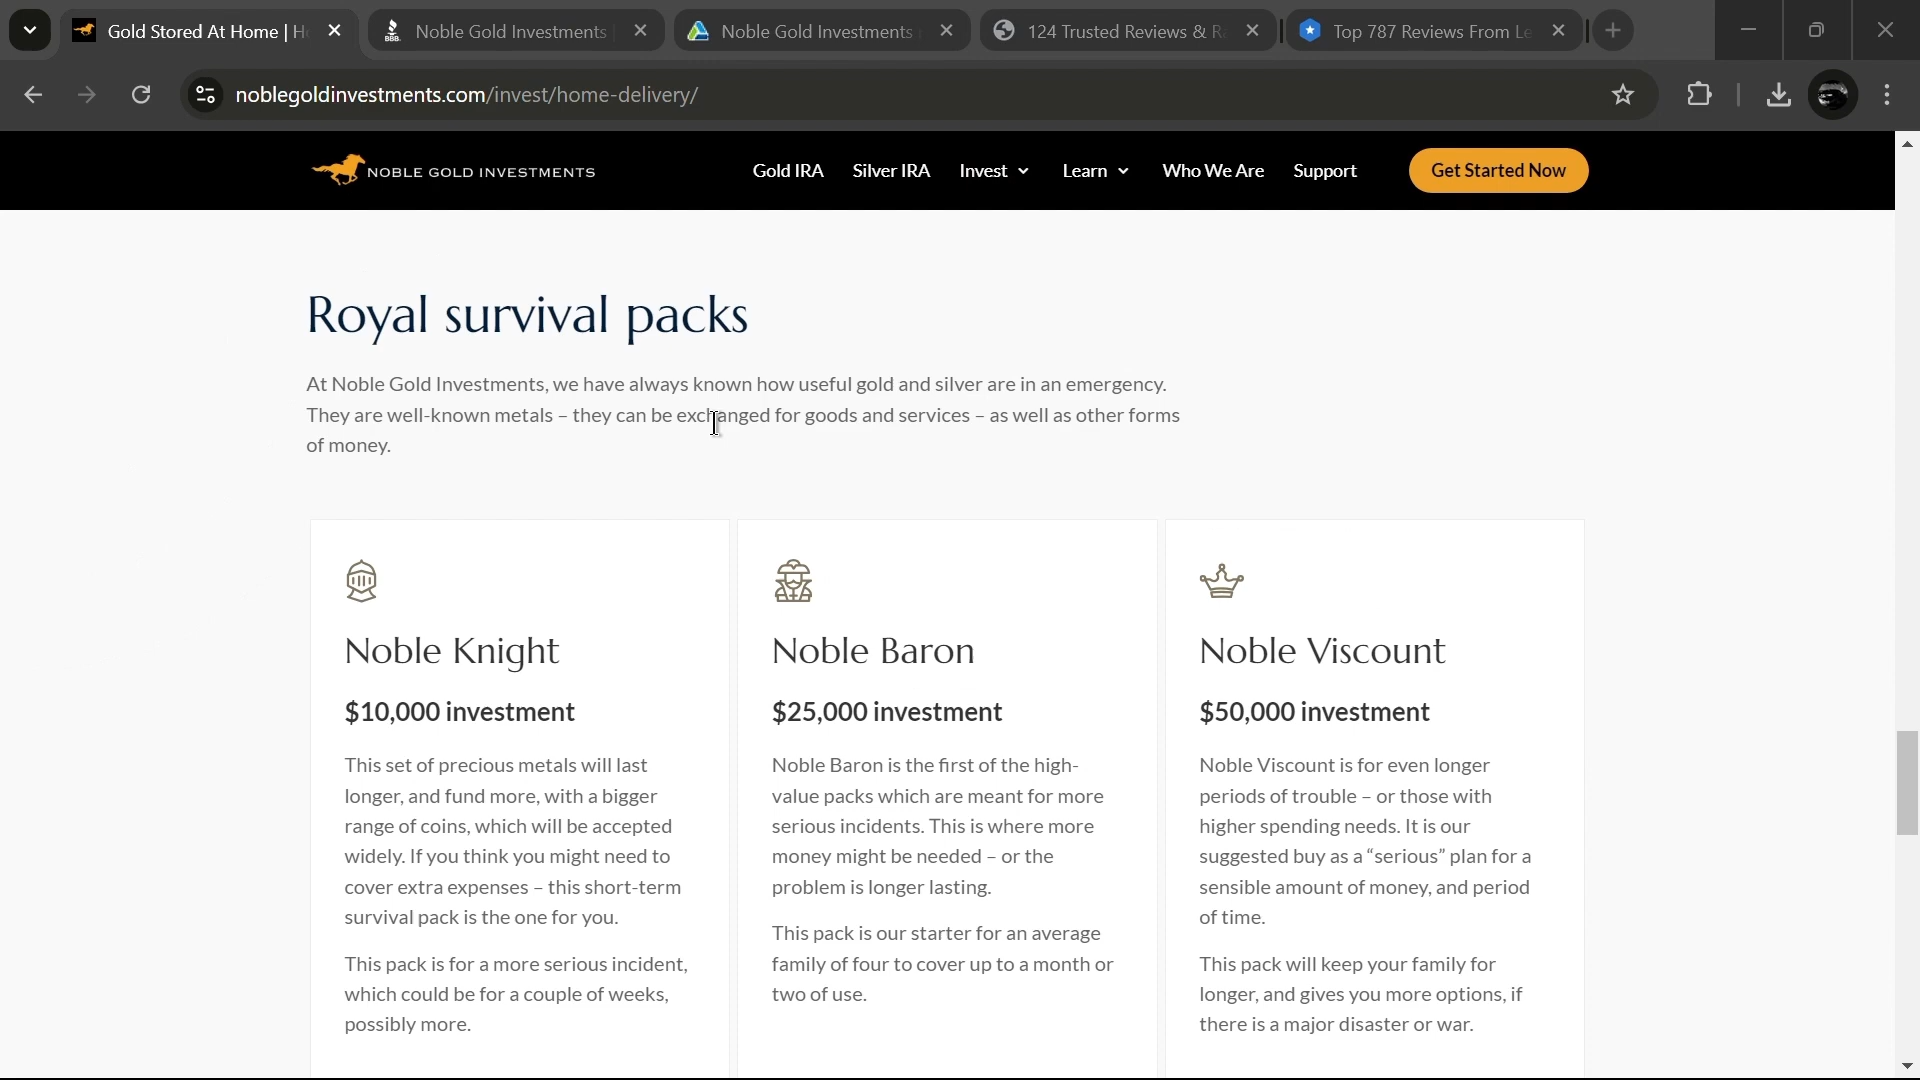 Gold Stored At Home | H
BBB.
Noble Gold Investments
Noble Gold Investments
124 Trusted Reviews & Ra
Top 787 Reviews From Le
noblegoldinvestments.com/invest/home-delivery/
NOBLE GOLD INVESTMENTS
Gold IRA
Silver IRA
Invest
Learn
Who We Are
Support
Get Started Now
Royal survival packs
At Noble Gold Investments, we have always known how useful gold and silver are in an emergency.
They are well-known metals – they can be exchanged for goods and services – as well as other forms
of money.
Noble Knight
$10,000 investment
This set of precious metals will last
longer, and fund more, with a bigger
range of coins, which will be accepted
widely. If you think you might need to
cover extra expenses – this short-term
survival pack is the one for you.
This pack is for a more serious incident,
which could be for a couple of weeks,
possibly more.
Noble Baron
$25,000 investment
Noble Baron is the first of the high-
value packs which are meant for more
serious incidents. This is where more
money might be needed – or the
problem is longer lasting.
This pack is our starter for an average
family of four to cover up to a month or
two of use.
Noble Viscount
$50,000 investment
Noble Viscount is for even longer
periods of trouble – or those with
higher spending needs. It is our
suggested buy as a “serious” plan for a
sensible amount of money, and period
of time.
This pack will keep your family for
longer, and gives you more options, if
there is a major disaster or war.